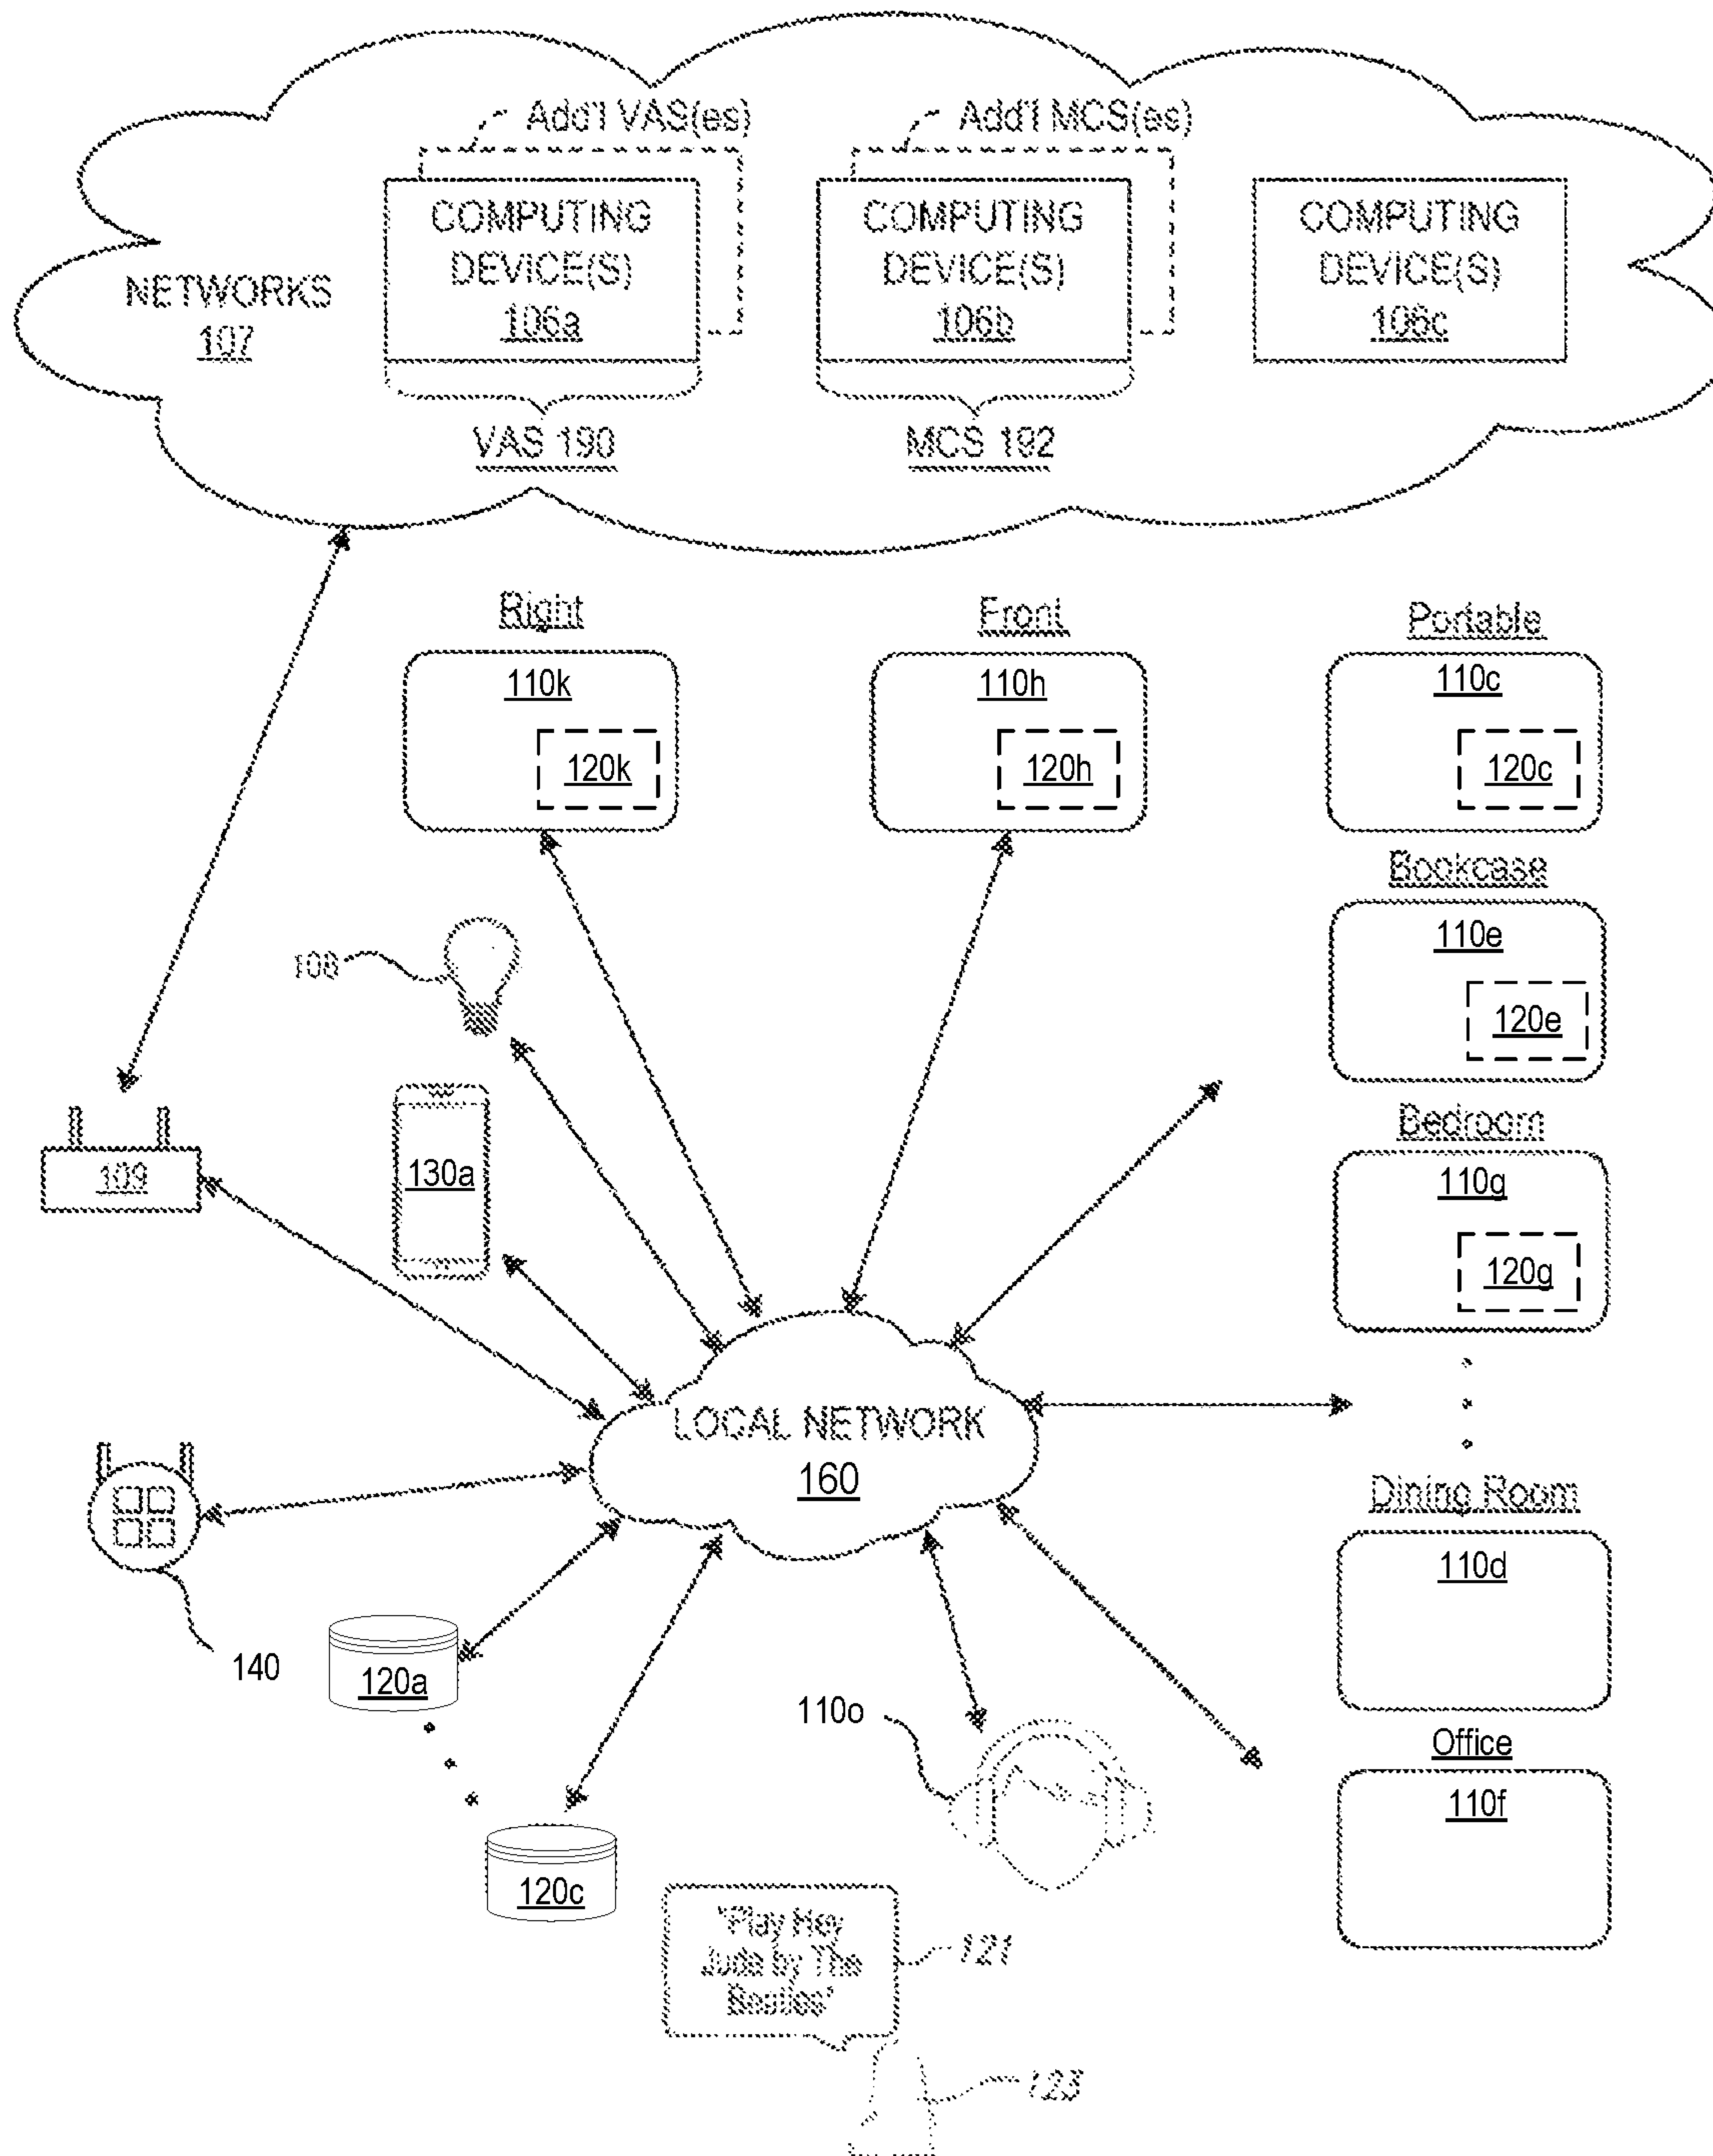 Add'l VAS(es)
Add'l MCS(es)
COMPUTING
DEVICE(S)
106a
COMPUTING
DEVICE(S)
106b
COMPUTING
DEVICE(S)
106c
NETWORKS
107
VAS 190
MCS 192
Right
110k
120k
Front
110h
120h
Portable
110c
120c
Bookcase
110e
120e
108
Bedroom
110g
120g
109
130a
LOCAL NETWORK
160
Dining Room
110d
140
120a
110o
Office
110f
120c
"Play Hey
Jude by The
Beatles"
121
123